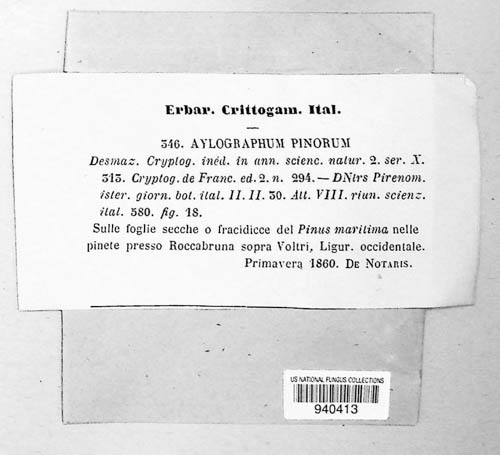 Erbar. Crittogam. Ital.
346. AYLOGRAPHUM PINORUM
Desmaz. Cryptog. inéd. in ann. scienc. natur. 2. ser. X.
313. Cryptog. de Franc. ed. 2. n. 294. — DNtrs Pirenom.
ister. giorn. bot. ital. II. II. 30. Att. VIII. riun. scienz.
ital. 580. fig. 18.
Sulle foglie secche o fracidicce del Pinus maritima nelle
pinete presso Roccabruna sopra Voltri, Ligur. occidentale.
Primavera 1860. DE NOTARIS.
US NATIONAL FUNGUS COLLECTIONS
940413